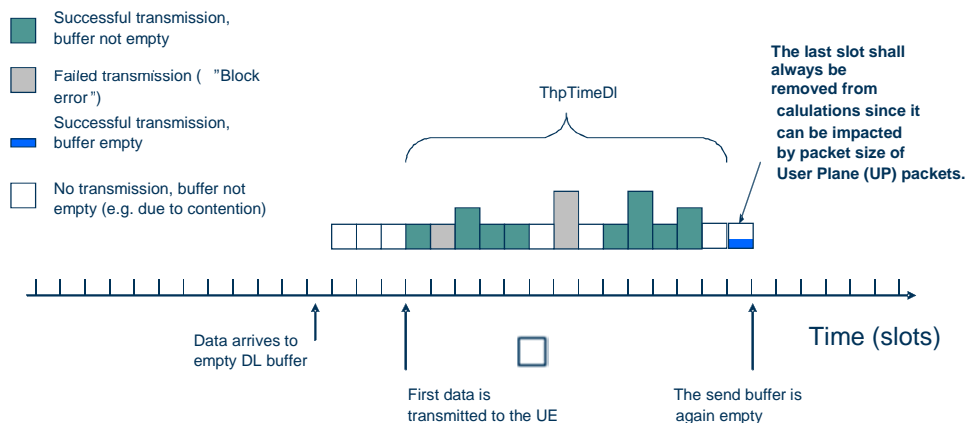 Successful transmission,
buffer not empty
Failed transmission ( "Block
error")
Successful transmission,
buffer empty
No transmission, buffer not
empty (e.g. due to contention)
ThpTimeDl
The last slot shall
always be
removed from
calulations since it
can be impacted
by packet size of
User Plane (UP) packets.
Data arrives to
empty DL buffer
First data is
transmitted to the UE
The send buffer is
again empty
Time (slots)